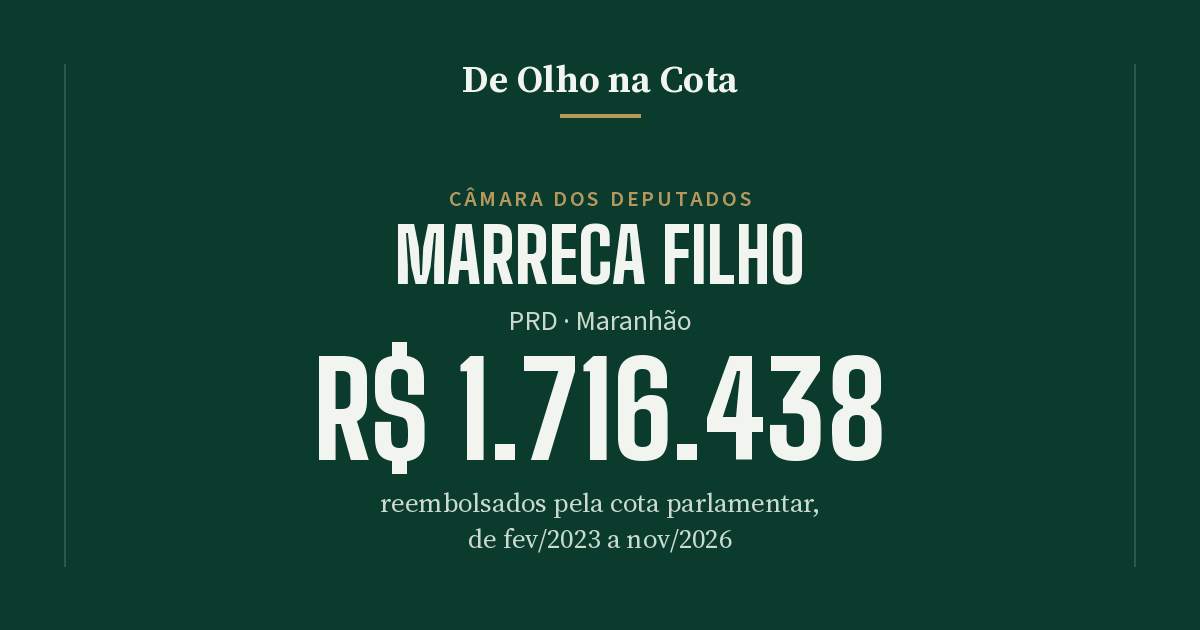 De Olho na Cota
CÂMARA DOS DEPUTADOS
MARRECA FILHO
PRD · Maranhão
R$ 1.716.438
reembolsados pela cota parlamentar,
de fev/2023 a nov/2026